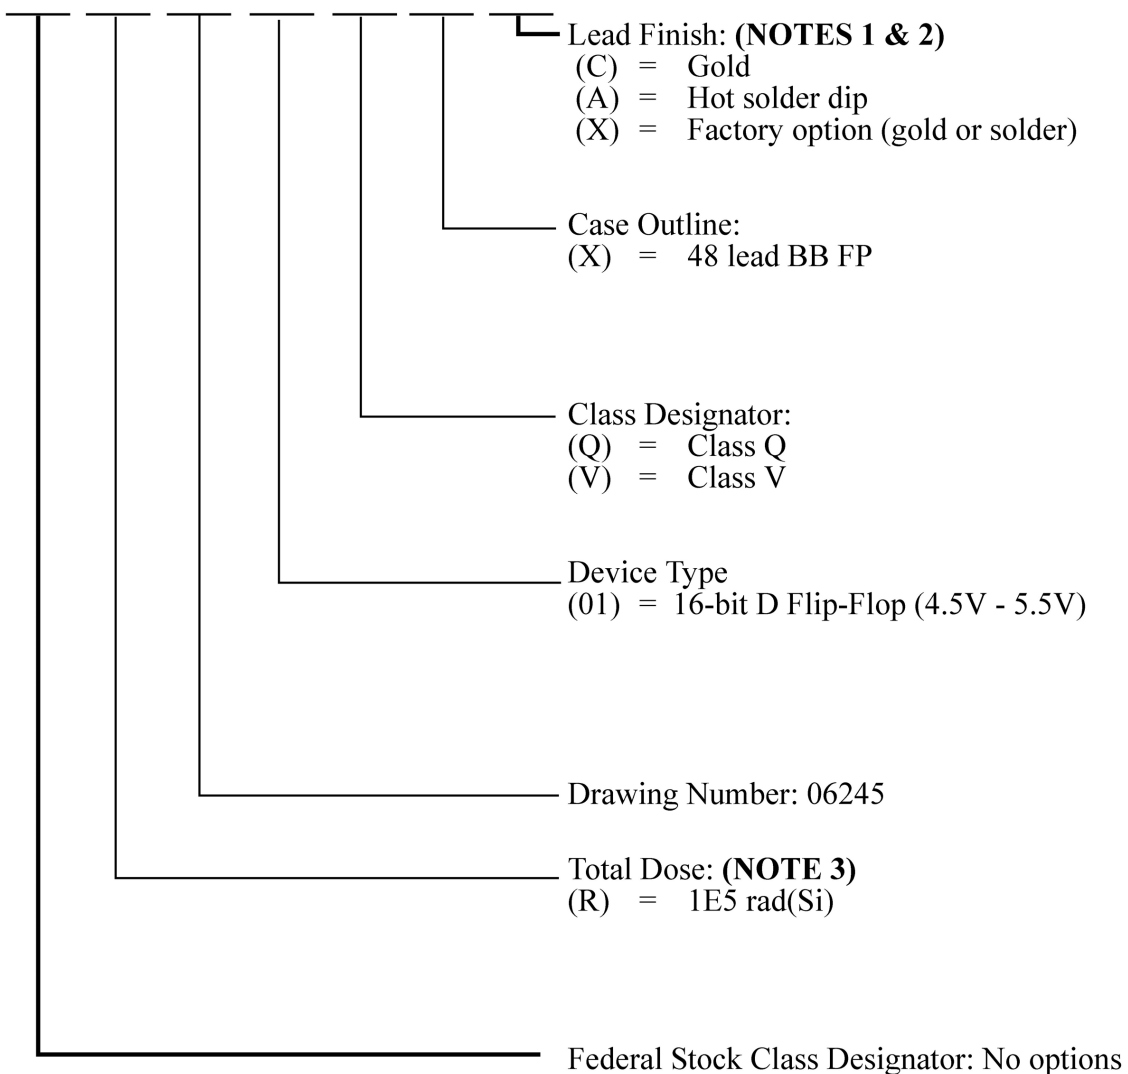 Lead Finish: (NOTES 1 & 2)
(C) = Gold
(A) = Hot solder dip
(X) = Factory option (gold or solder)
Case Outline:
(X) = 48 lead BB FP
Class Designator:
(Q) = Class Q
(V) = Class V
Device Type
(01) = 16-bit D Flip-Flop (4.5V - 5.5V)
Drawing Number: 06245
Total Dose: (NOTE 3)
(R) = 1E5 rad(Si)
Federal Stock Class Designator: No options